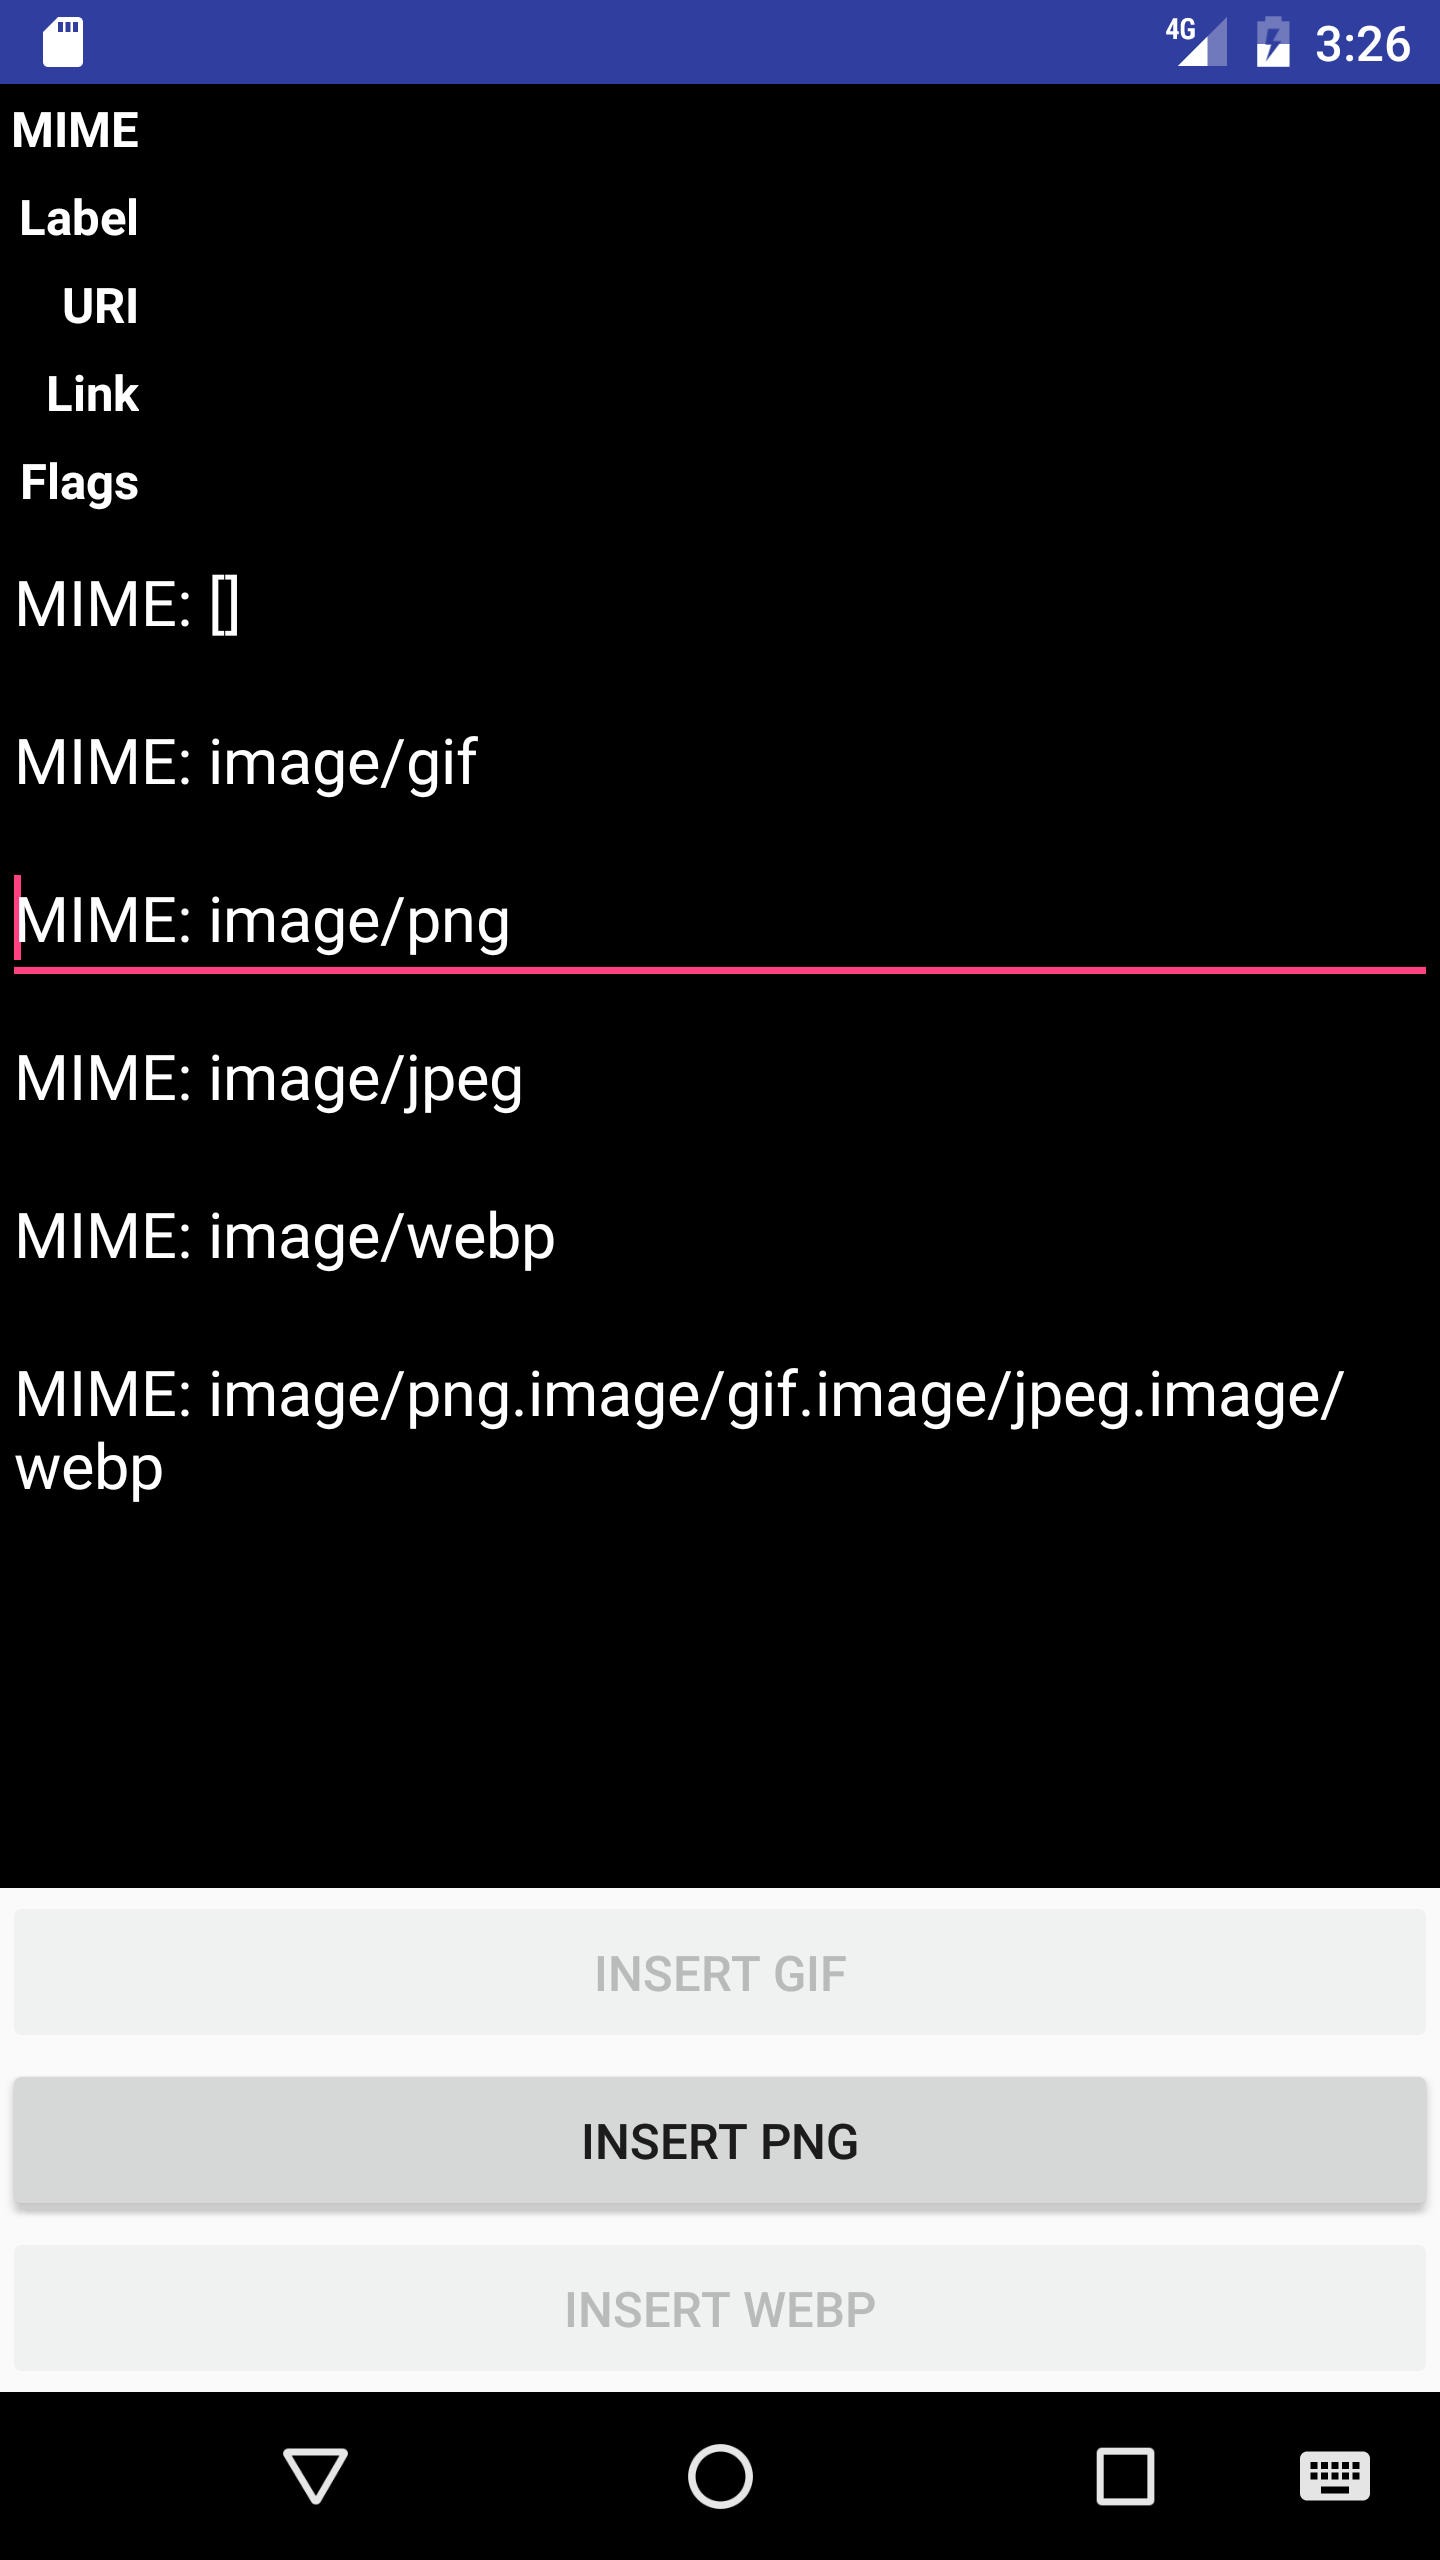 4G 3:26
MIME
Label
URI
Link
Flags
MIME: []
MIME: image/gif
MIME: image/png
MIME: image/jpeg
MIME: image/webp
MIME: image/png.image/gif.image/jpeg.image/
webp
INSERT GIF
INSERT PNG
INSERT WEBP